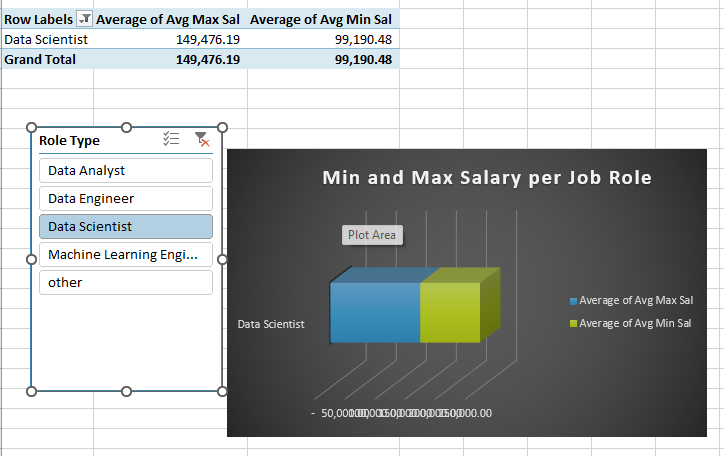 Row Labels Average of Avg Max Sal Average of Avg Min Sal
Data Scientist 149,476.19 99,190.48
Grand Total 149,476.19 99,190.48
Role Type
Data Analyst
Data Engineer
Data Scientist
Machine Learning Engi...
other
Min and Max Salary per Job Role
Plot Area
Average of Avg Max Sal
Average of Avg Min Sal
Data Scientist
- 50,000.00